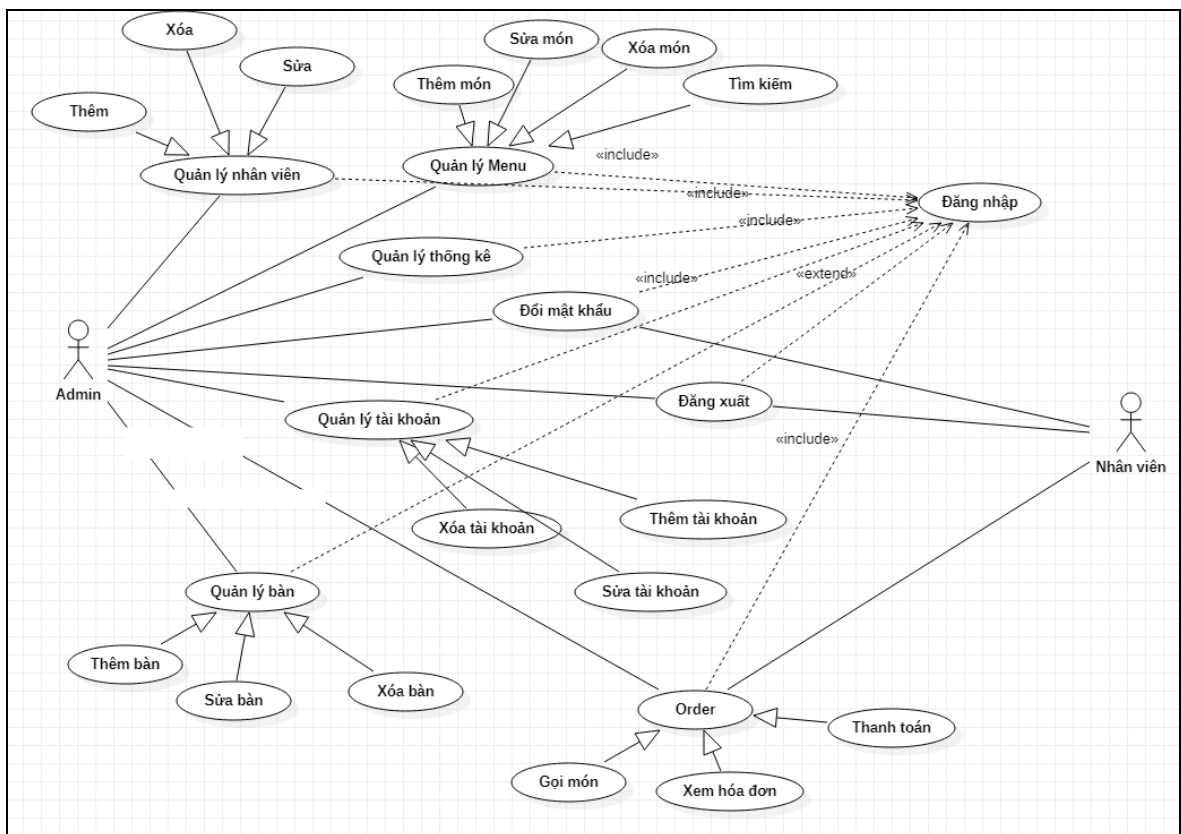 Xóa
Sửa món
Xóa món
Sửa
Thêm món
Tìm kiếm
Thêm
«include»
Quản lý nhân viên
Quản lý Menu
«include»
Đăng nhập
«include»
Quản lý thống kê
«include»
«extend»
Đổi mật khẩu
Admin
Đăng xuất
Quản lý tài khoản
«include»
Nhân viên
Thêm tài khoản
Xóa tài khoản
Quản lý bàn
Sửa tài khoản
Thêm bàn
Xóa bàn
Sửa bàn
Order
Thanh toán
Gọi món
Xem hóa đơn